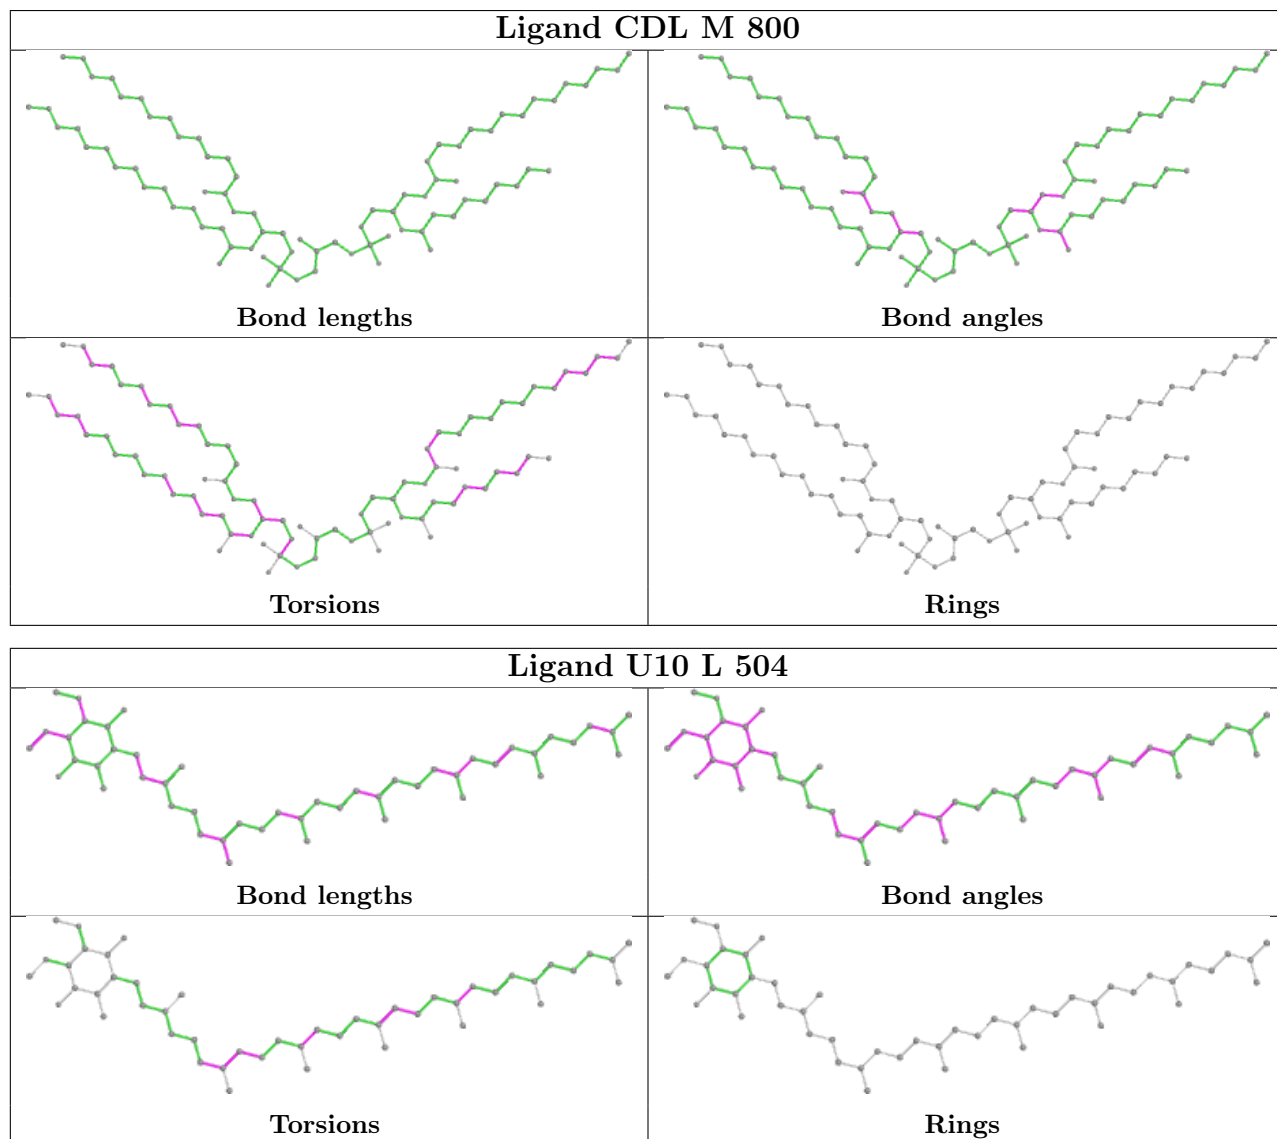 Ligand CDL M 800
Bond lengths
Bond angles
Torsions
Rings
Ligand U10 L 504
Bond lengths
Bond angles
Torsions
Rings